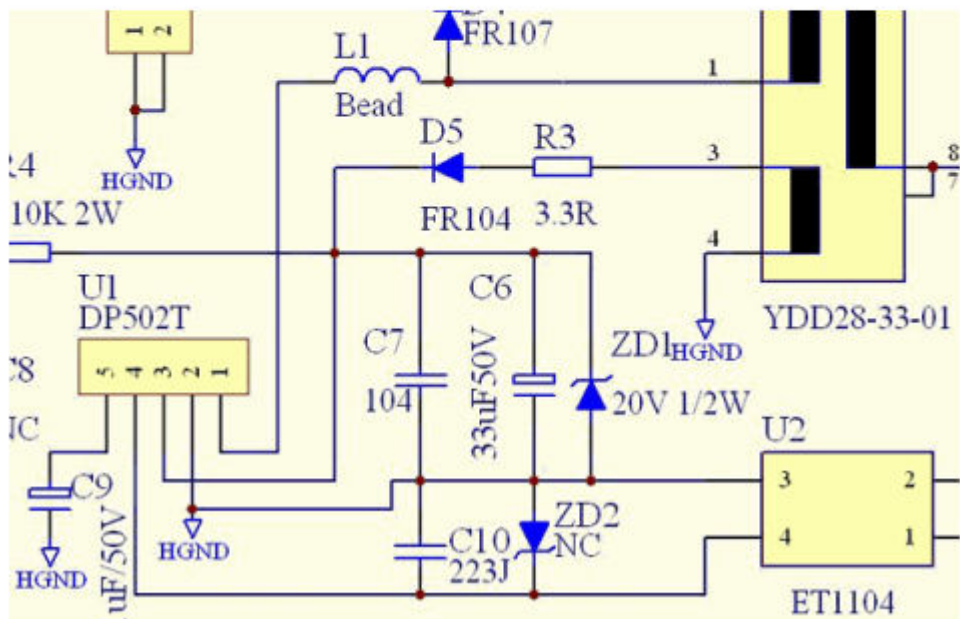 1 2
FR107
L1
Bead
1
D5
R3
3
8
7
HGND
R4
10K 2W
FR104
3.3R
4
U1
DP502T
C6
YDD28-33-01
C8
C7
ZD1
HGND
5 4 3 2 1
104
33uF50V
20V 1/2W
NC
U2
C9
3
2
ZD2
HGND
HGND
C10
NC
4
1
223J
uF/50V
ET1104